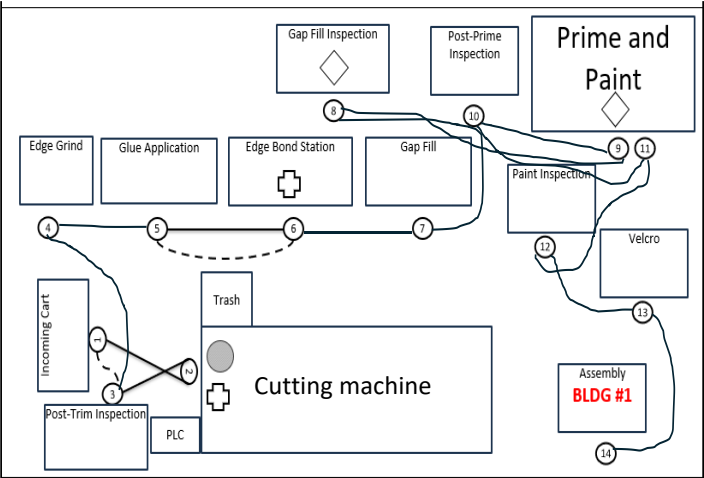 Gap Fill Inspection
Post-Prime
Inspection
Prime and
Paint
8
10
9
11
Edge Grind
Glue Application
Edge Bond Station
Gap Fill
Paint Inspection
4
5
6
7
12
Velcro
13
Incoming Cart
1
2
3
Trash
Cutting machine
Post-Trim Inspection
PLC
Assembly
BLDG #1
14